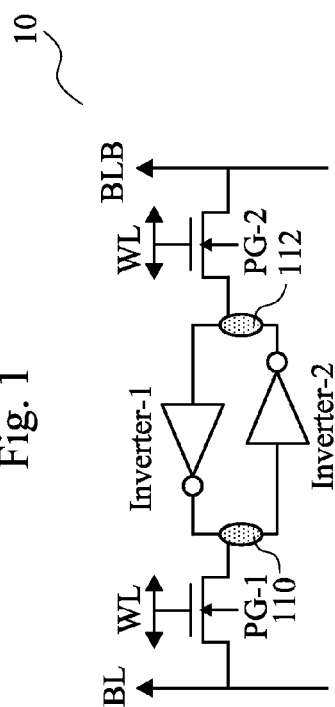 Fig. 1
10
BL
WL
PG-1
110
Inverter-1
Inverter-2
WL
PG-2
112
BLB